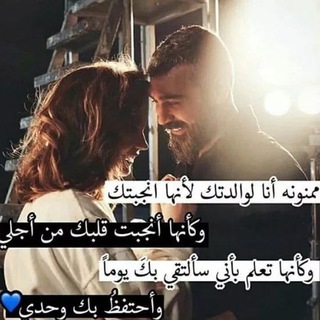 ممنونه أنا لوالدتك لأنها انجبتك
وكأنها أنجبت قلبك من أجلي
وكأنها تعلم بأني سألتقي بكَ يوماً
وأحتفظُ بك وحدي💙